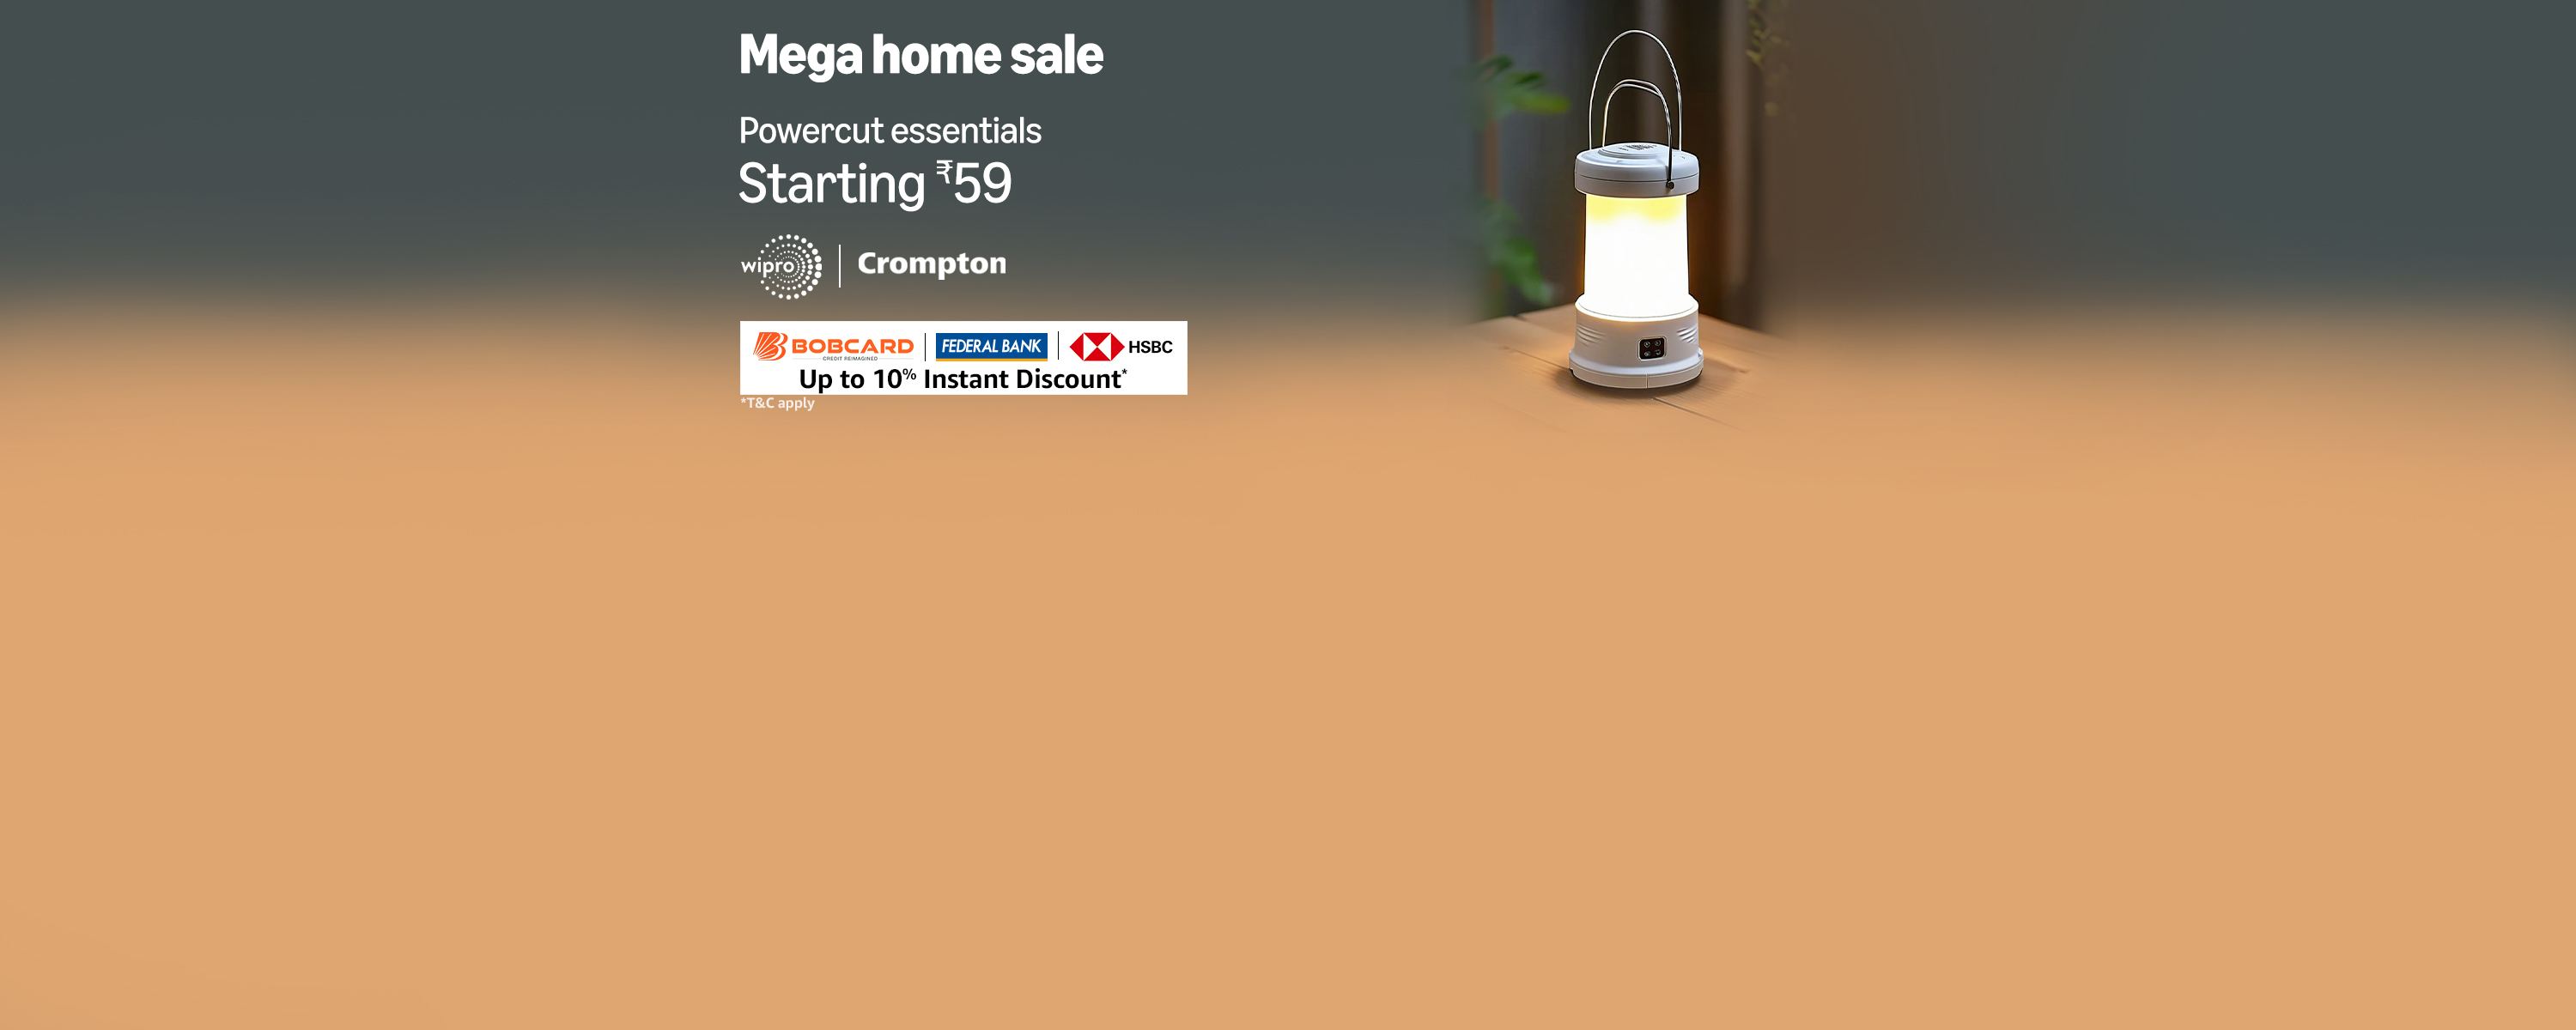 Mega home sale
Powercut essentials
Starting ₹59
wipro | Crompton
BOBCARD | FEDERAL BANK | HSBC
CREDIT REIMAGINED
Up to 10% Instant Discount*
*T&C apply